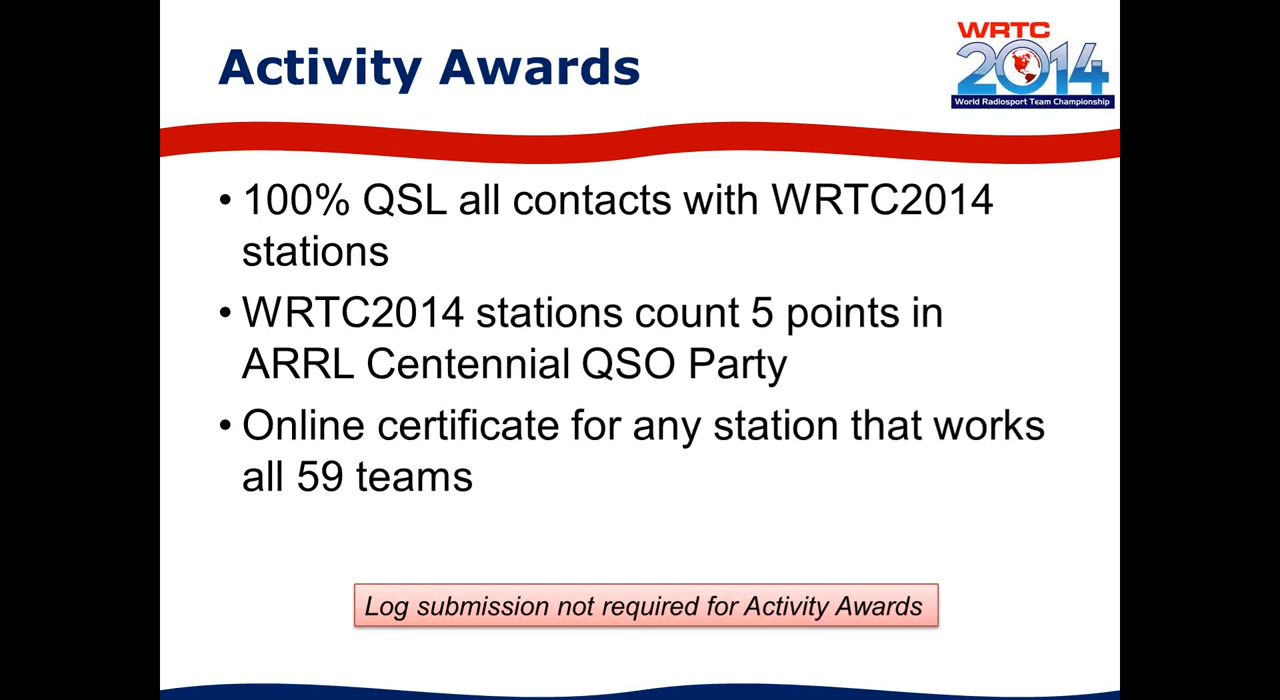 Activity Awards
WRTC
2014
World Radiosport Team Championship
• 100% QSL all contacts with WRTC2014
stations
• WRTC2014 stations count 5 points in
ARRL Centennial QSO Party
• Online certificate for any station that works
all 59 teams
Log submission not required for Activity Awards